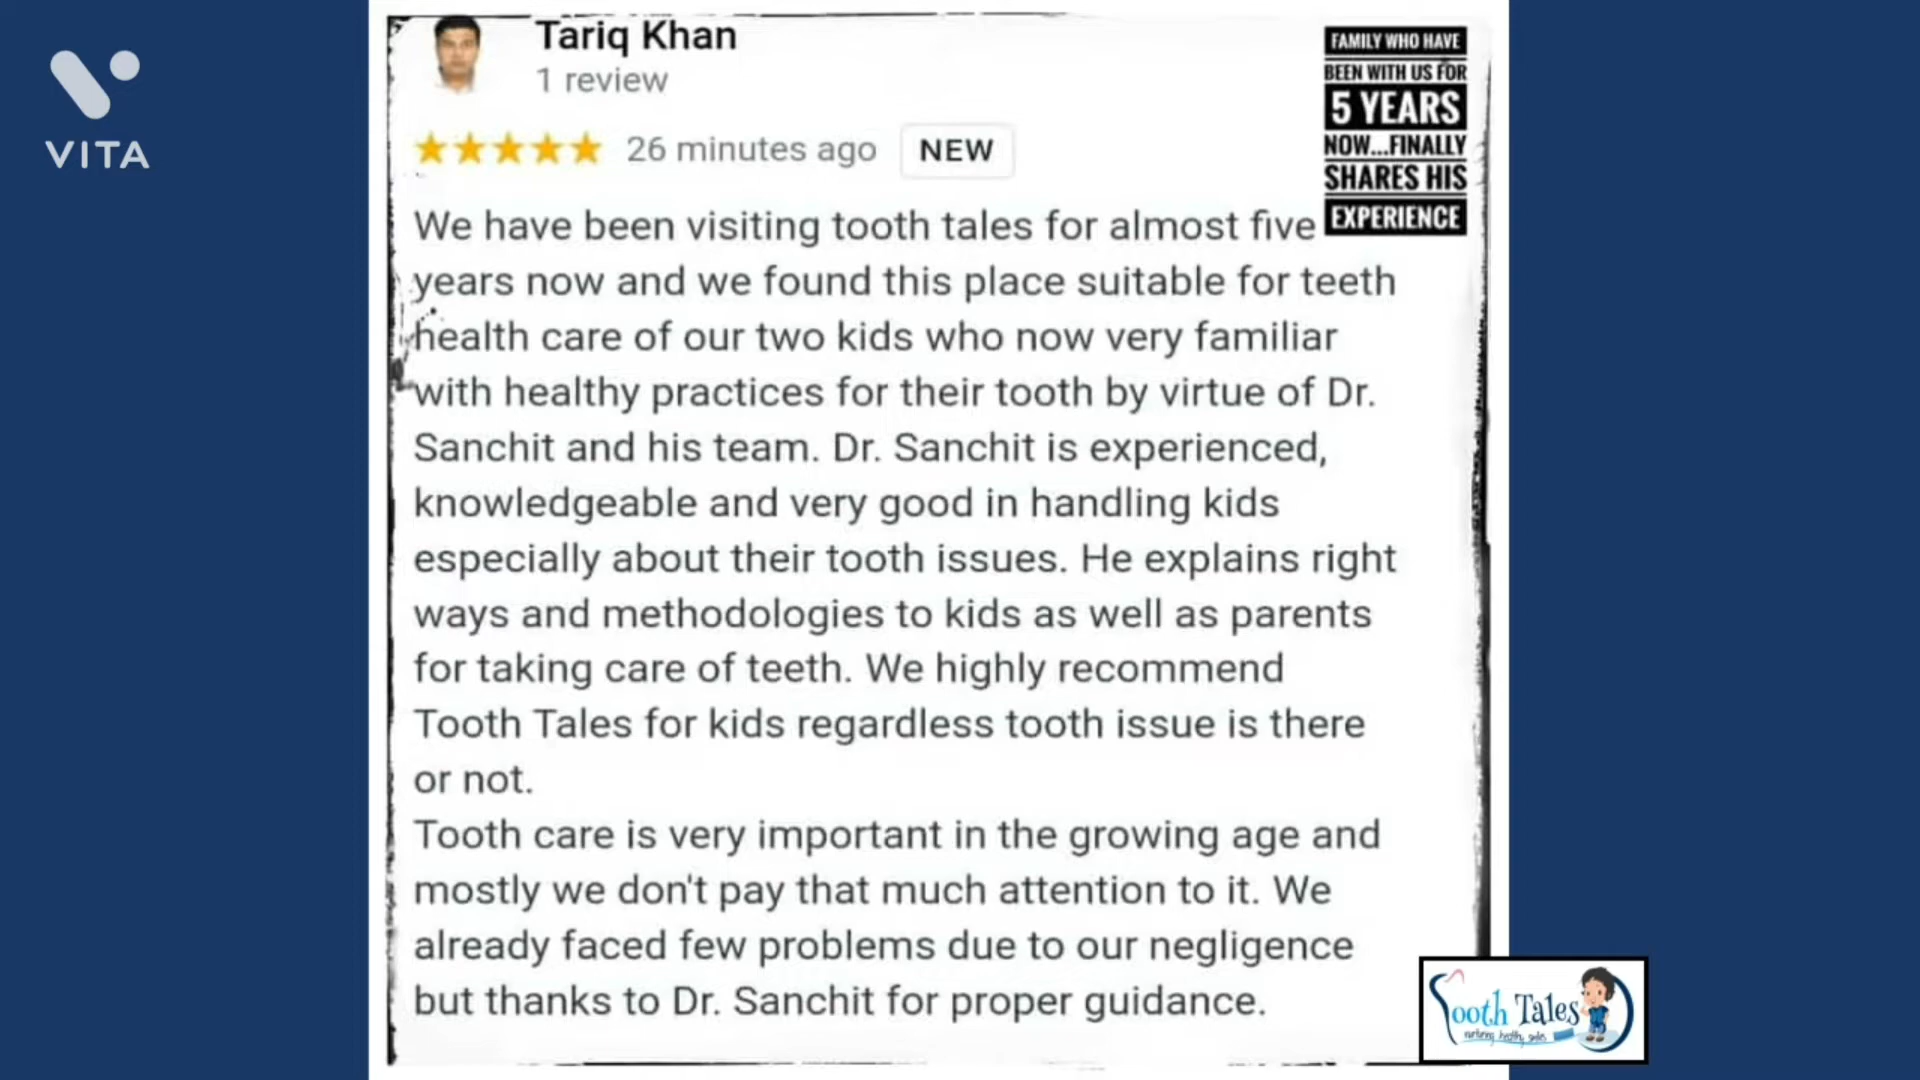 VITA
Tariq Khan
1 review
26 minutes ago NEW
FAMILY WHO HAVE
BEEN WITH US FOR
5 YEARS
NOW...FINALLY
SHARES HIS
EXPERIENCE
We have been visiting tooth tales for almost five
years now and we found this place suitable for teeth
health care of our two kids who now very familiar
with healthy practices for their tooth by virtue of Dr.
Sanchit and his team. Dr. Sanchit is experienced,
knowledgeable and very good in handling kids
especially about their tooth issues. He explains right
ways and methodologies to kids as well as parents
for taking care of teeth. We highly recommend
Tooth Tales for kids regardless tooth issue is there
or not.
Tooth care is very important in the growing age and
mostly we don't pay that much attention to it. We
already faced few problems due to our negligence
but thanks to Dr. Sanchit for proper guidance.
Tooth Tales
nurturing healthy smiles